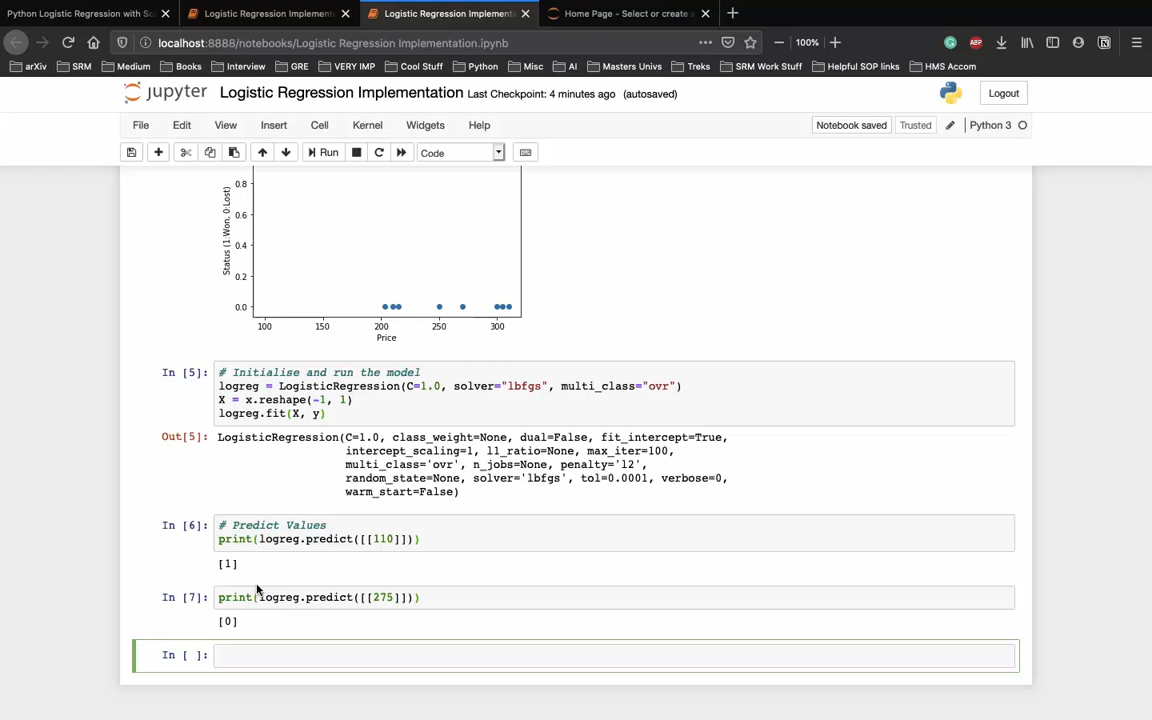 Python Logistic Regression with Sc
Logistic Regression Implementa
Logistic Regression Implementa
Home Page - Select or create a
localhost:8888/notebooks/Logistic Regression Implementation.ipynb
100%
ABP
arXiv
SRM
Medium
Books
Interview
GRE
VERY IMP
Cool Stuff
Python
Misc
AI
Masters Univs
Treks
SRM Work Stuff
Helpful SOP links
HMS Accom
jupyter
Logistic Regression Implementation
Last Checkpoint: 4 minutes ago (autosaved)
Logout
File
Edit
View
Insert
Cell
Kernel
Widgets
Help
Notebook saved
Trusted
Python 3
Run
Code
0.8
0.6
0.4
0.2
0.0
Status (1:Won, 0:Lost)
100
150
200
250
300
Price
In [5]:
# Initialise and run the model
logreg = LogisticRegression(C=1.0, solver="lbfgs", multi_class="ovr")
X = x.reshape(-1, 1)
logreg.fit(X, y)
Out[5]: LogisticRegression(C=1.0, class_weight=None, dual=False, fit_intercept=True,
intercept_scaling=1, l1_ratio=None, max_iter=100,
multi_class='ovr', n_jobs=None, penalty='l2',
random_state=None, solver='lbfgs', tol=0.0001, verbose=0,
warm_start=False)
In [6]:
# Predict Values
print(logreg.predict([[110]]))
[1]
In [7]:
print(logreg.predict([[275]]))
[0]
In [ ]: